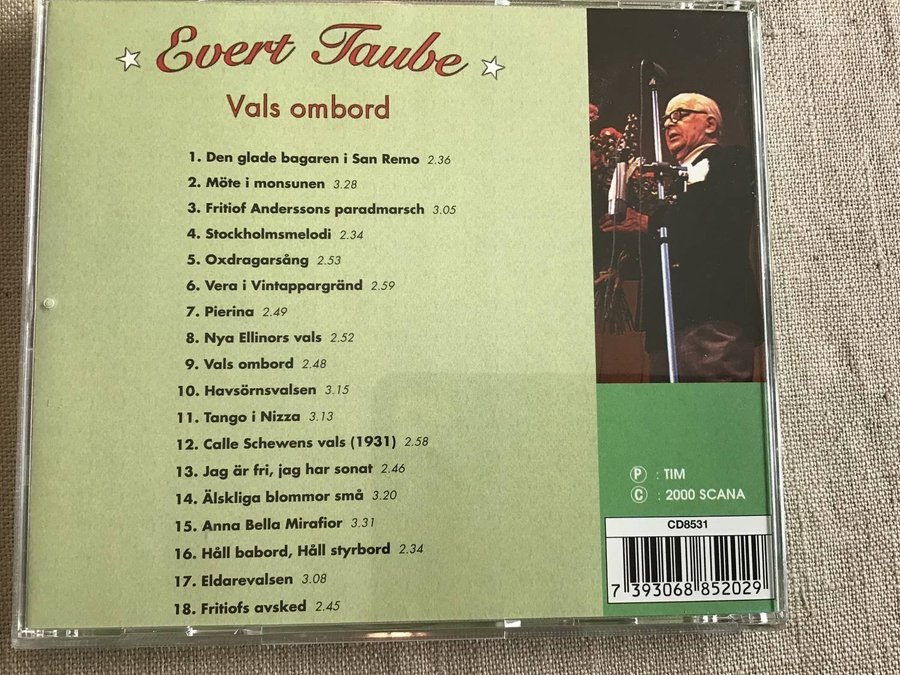 Evert Taube
Vals ombord
1. Den glade bagaren i San Remo 2.36
2. Möte i monsunen 3.28
3. Fritiof Anderssons paradmarsch 3.05
4. Stockholmsmelodi 2.34
5. Oxdragarsång 2.53
6. Vera i Vintappargränd 2.59
7. Pierina 2.49
8. Nya Ellinors vals 2.52
9. Vals ombord 2.48
10. Havsörnsvalsen 3.15
11. Tango i Nizza 3.13
12. Calle Schewens vals (1931) 2.58
13. Jag är fri, jag har sonat 2.46
14. Älskliga blommor små 3.20
15. Anna Bella Mirafior 3.31
16. Håll babord, Håll styrbord 2.34
17. Eldarevalsen 3.08
18. Fritiofs avsked 2.45
Ⓟ : TIM
Ⓒ : 2000 SCANA
CD8531
7 393068 852029